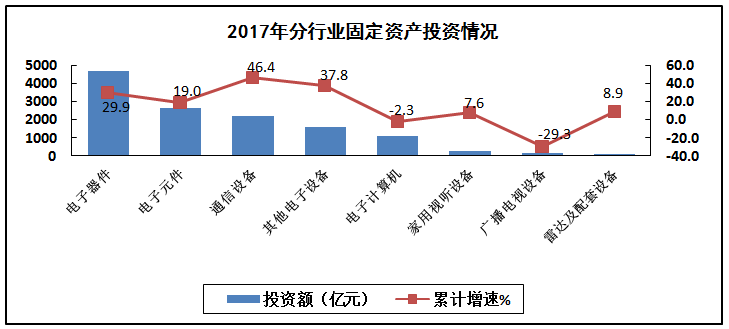 2017年分行业固定资产投资情况
5000
4000
3000
2000
1000
0
60.0
40.0
20.0
0.0
-20.0
-40.0
29.9
19.0
46.4
37.8
-2.3
7.6
-29.3
8.9
电子器件
电子元件
通信设备
其他电子设备
电子计算机
家用视听设备
广播电视设备
雷达及配套设备
投资额（亿元）
累计增速%